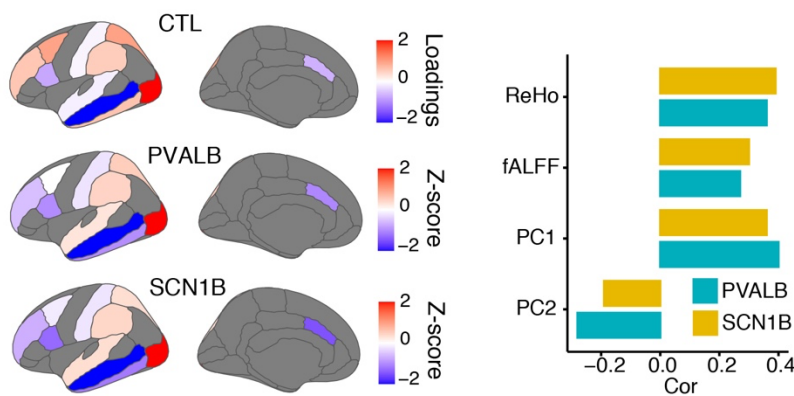 CTL
2
0
−2
Loadings
PVALB
2
0
−2
Z-score
SCN1B
2
0
−2
Z-score
ReHo
fALFF
PC1
PC2
PVALB
SCN1B
−0.2 0.0 0.2 0.4
Cor